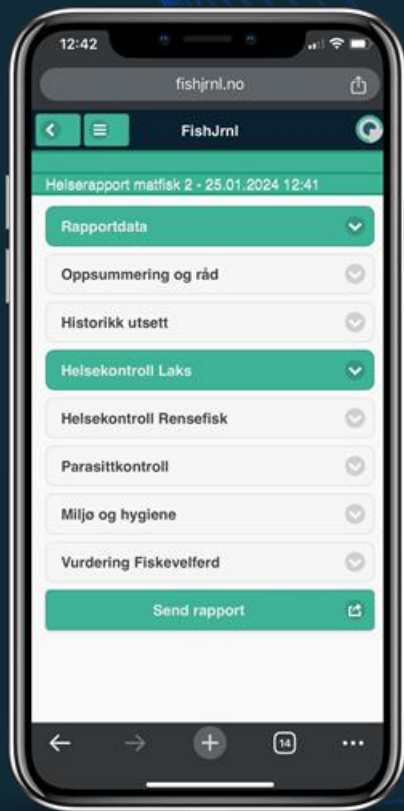 12:42
fishjrnl.no
FishJrnl
Helserapport matfisk 2 - 25.01.2024 12:41
Rapportdata
Oppsummering og råd
Historikk utsett
Helsekontroll Laks
Helsekontroll Rensefisk
Parasittkontroll
Miljø og hygiene
Vurdering Fiskevelferd
Send rapport
14